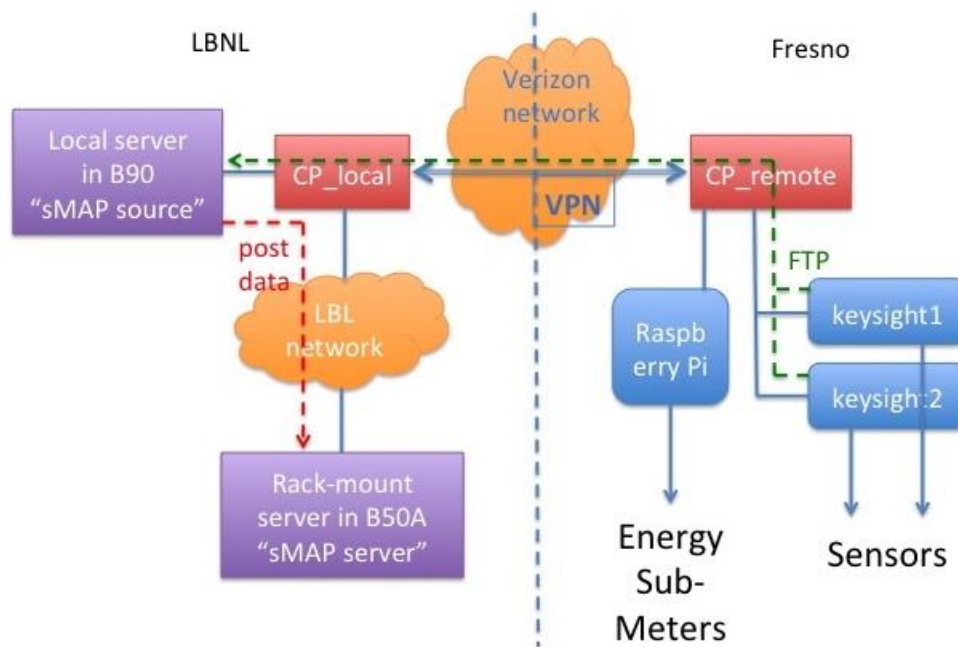 LBNL
Fresno
Verizon
network
Local server
in B90
“sMAP source”
CP_local
CP_remote
VPN
post
data
FTP
LBL
network
Raspb
erry Pi
keysight1
keysight2
Rack-mount
server in B50A
“sMAP server”
Energy
Sub-
Meters
Sensors